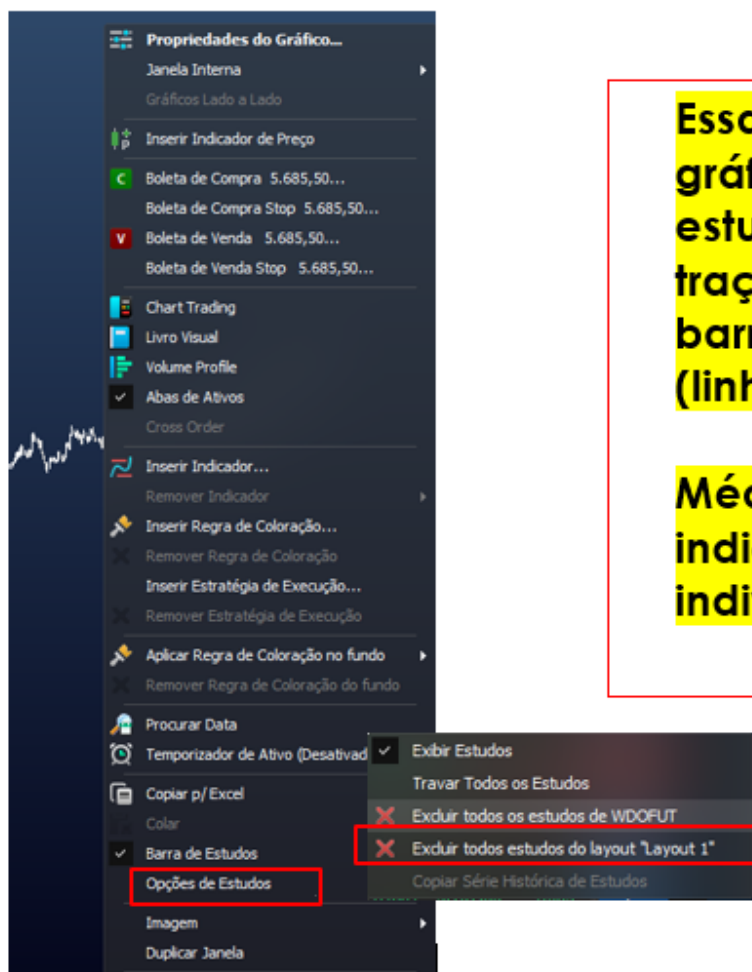 Propriedades do Gráfico...
Janela Interna
Gráficos Lado a Lado
Inserir Indicador de Preço
C Boleta de Compra 5.685,50...
Boleta de Compra Stop 5.685,50...
V Boleta de Venda 5.685,50...
Boleta de Venda Stop 5.685,50...
Chart Trading
Livro Visual
Volume Profile
Abas de Ativos
Cross Order
Inserir Indicador...
Remover Indicador
Inserir Regra de Coloração...
Remover Regra de Coloração
Inserir Estratégia de Execução...
Remover Estratégia de Execução
Aplicar Regra de Coloração no fundo
Remover Regra de Coloração do fundo
Procurar Data
Temporizador de Ativo (Desativad
Copiar p/ Excel
Colar
Barra de Estudos
Opções de Estudos
Imagem
Duplicar Janela
Exibir Estudos
Travar Todos os Estudos
Excluir todos os estudos de WDOFUT
Excluir todos estudos do layout "Layout 1"
Copiar Série Histórica de Estudos
gráf
estu
traç
barr
(linh
indi